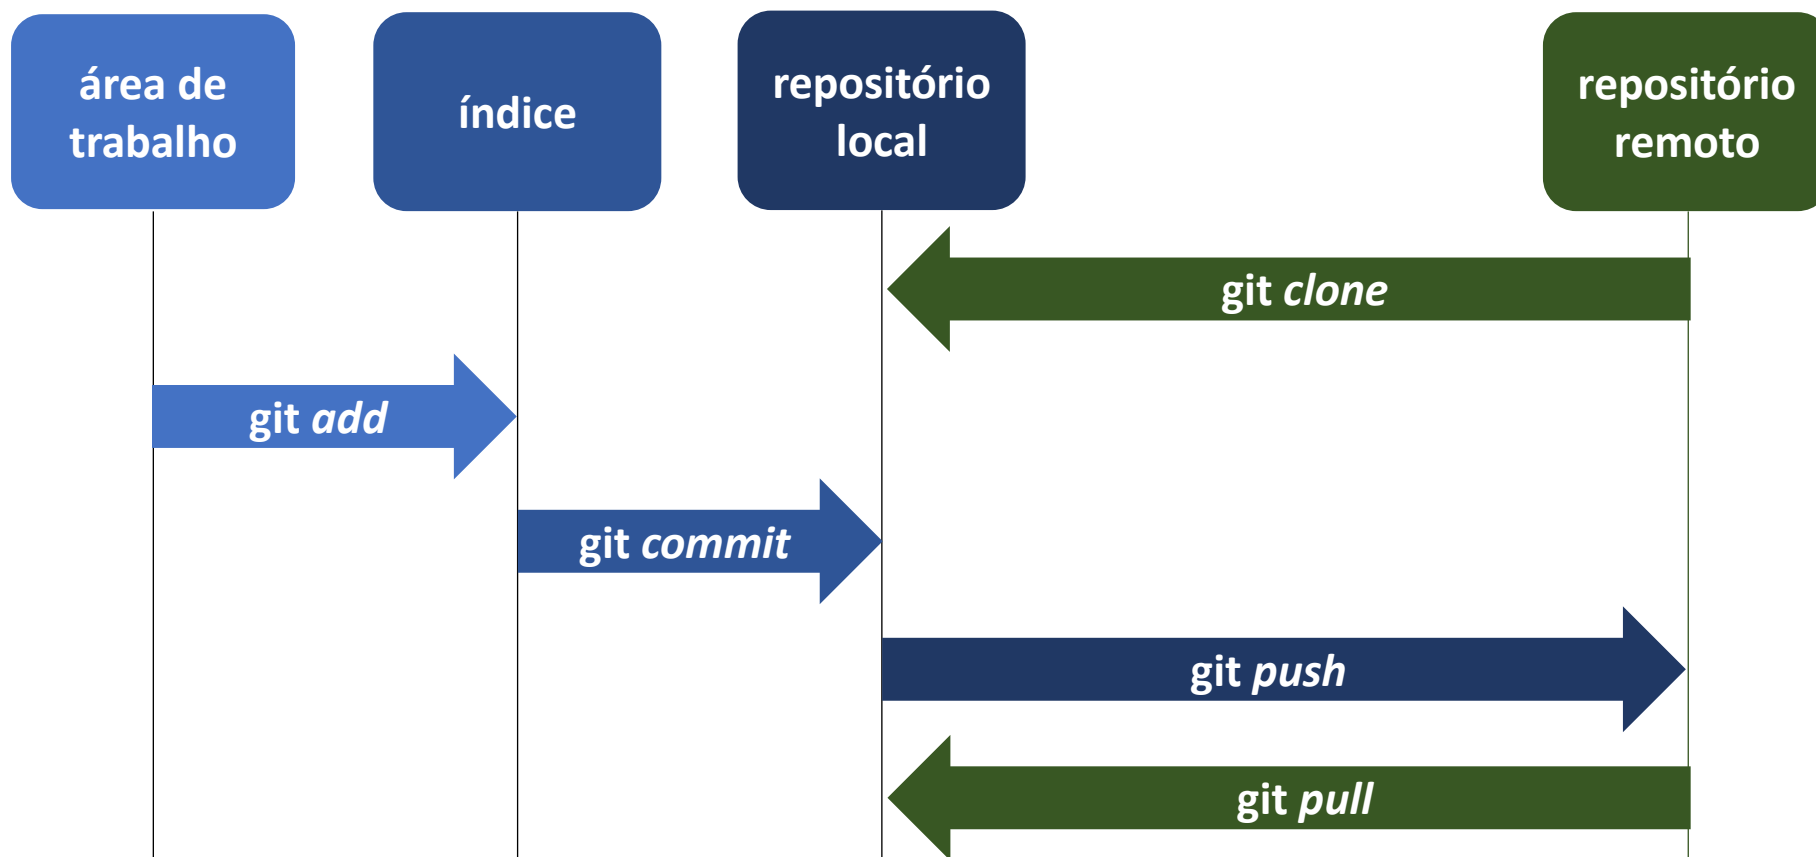 área de
trabalho
índice
repositório
local
repositório
remoto
git clone
git add
git commit
git push
git pull